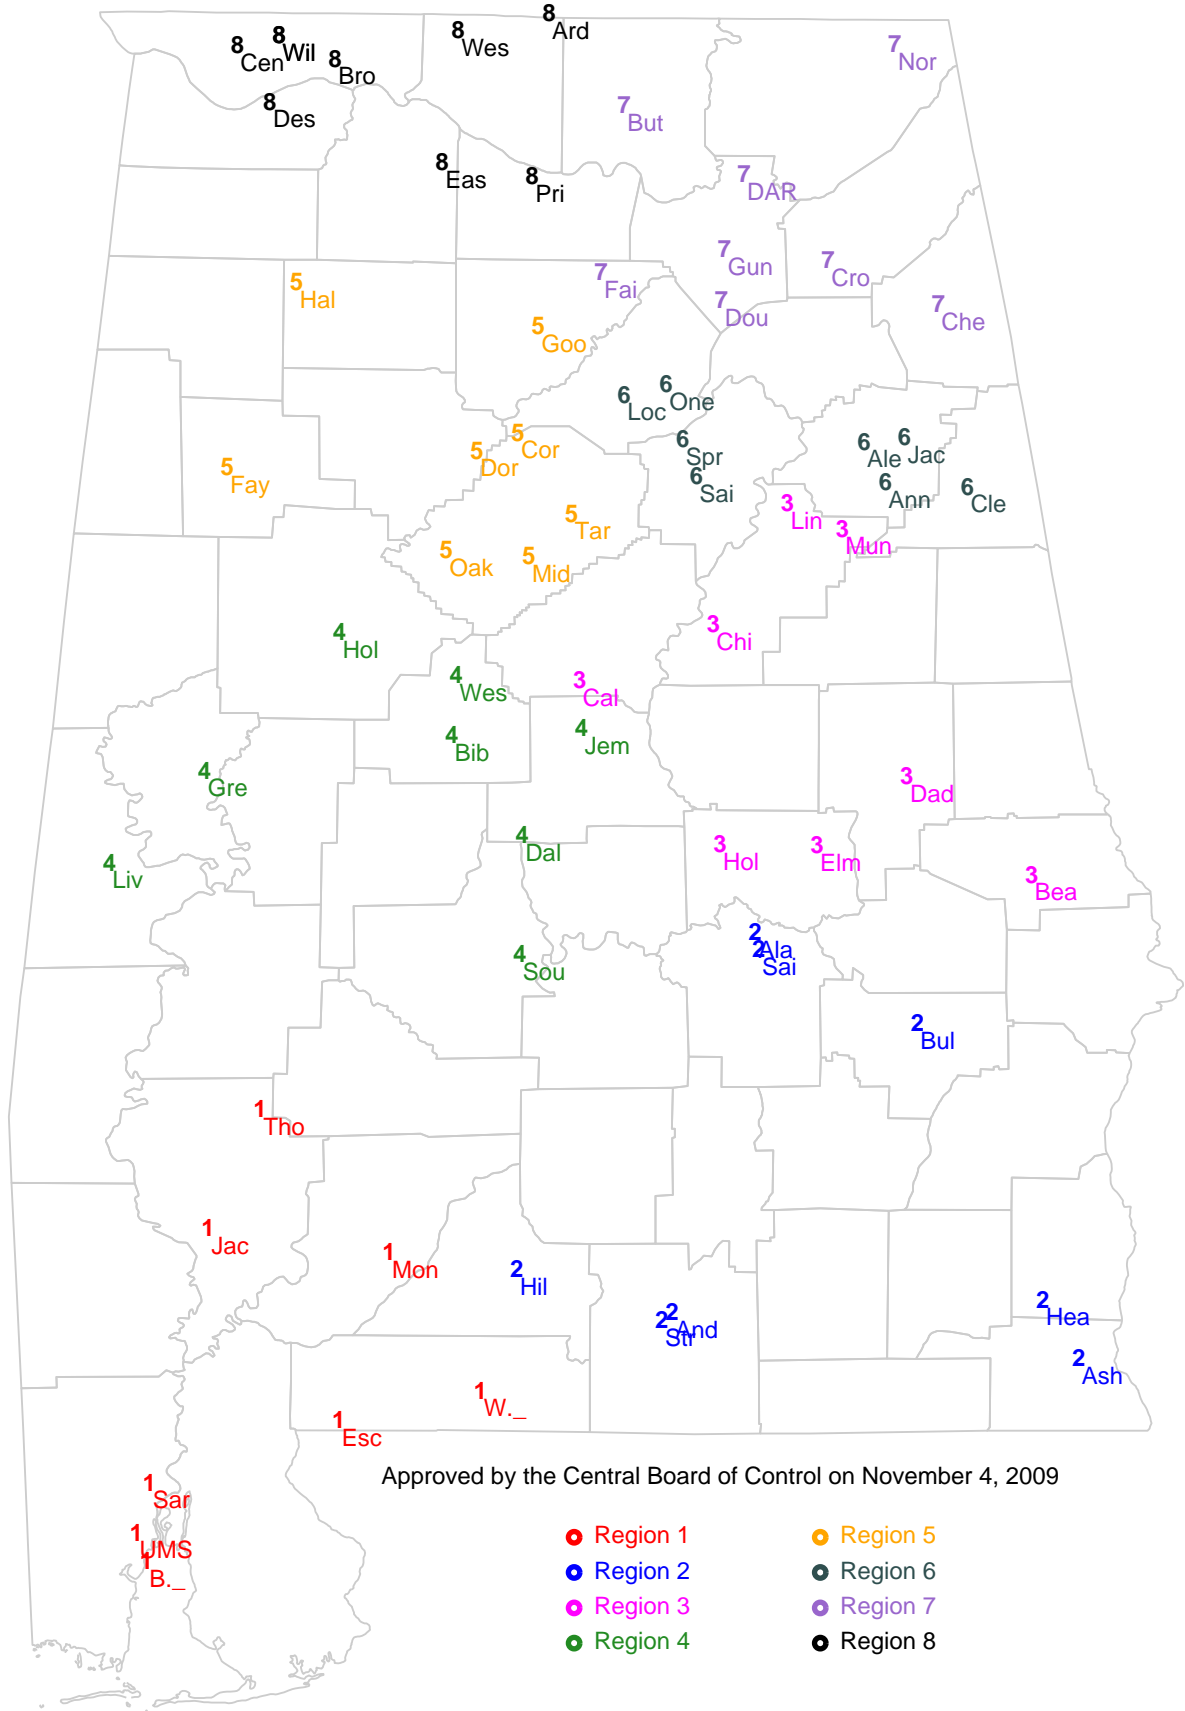 8 Ard
8 Wes
8 Cen
8 Wil
8 Bro
7 Nor
8 Des
7 But
8 Eas
8 Pri
7 DAR
7 Gun
7 Cro
5 Hal
7 Fai
7 Dou
7 Che
5 Goo
6 Loc
6 One
5 Cor
5 Dor
6 Spr
6 Ale
6 Jac
5 Fay
6 Sai
6 Ann
6 Cle
3 Lin
5 Tar
3 Mun
5 Oak
5 Mid
4 Hol
3 Chi
4 Wes
3 Cal
4 Bib
4 Jem
4 Gre
3 Dad
4 Dal
3 Hol
3 Elm
4 Liv
3 Bea
2 Ala
2 Sai
4 Sou
2 Bul
1 Tho
1 Jac
1 Mon
2 Hil
2 And
2 Str
2 Hea
2 Ash
1 W._
1 Esc
Approved by the Central Board of Control on November 4, 2009
1 Sar
1 UMS
1 B._
Region 1
Region 2
Region 3
Region 4
Region 5
Region 6
Region 7
Region 8